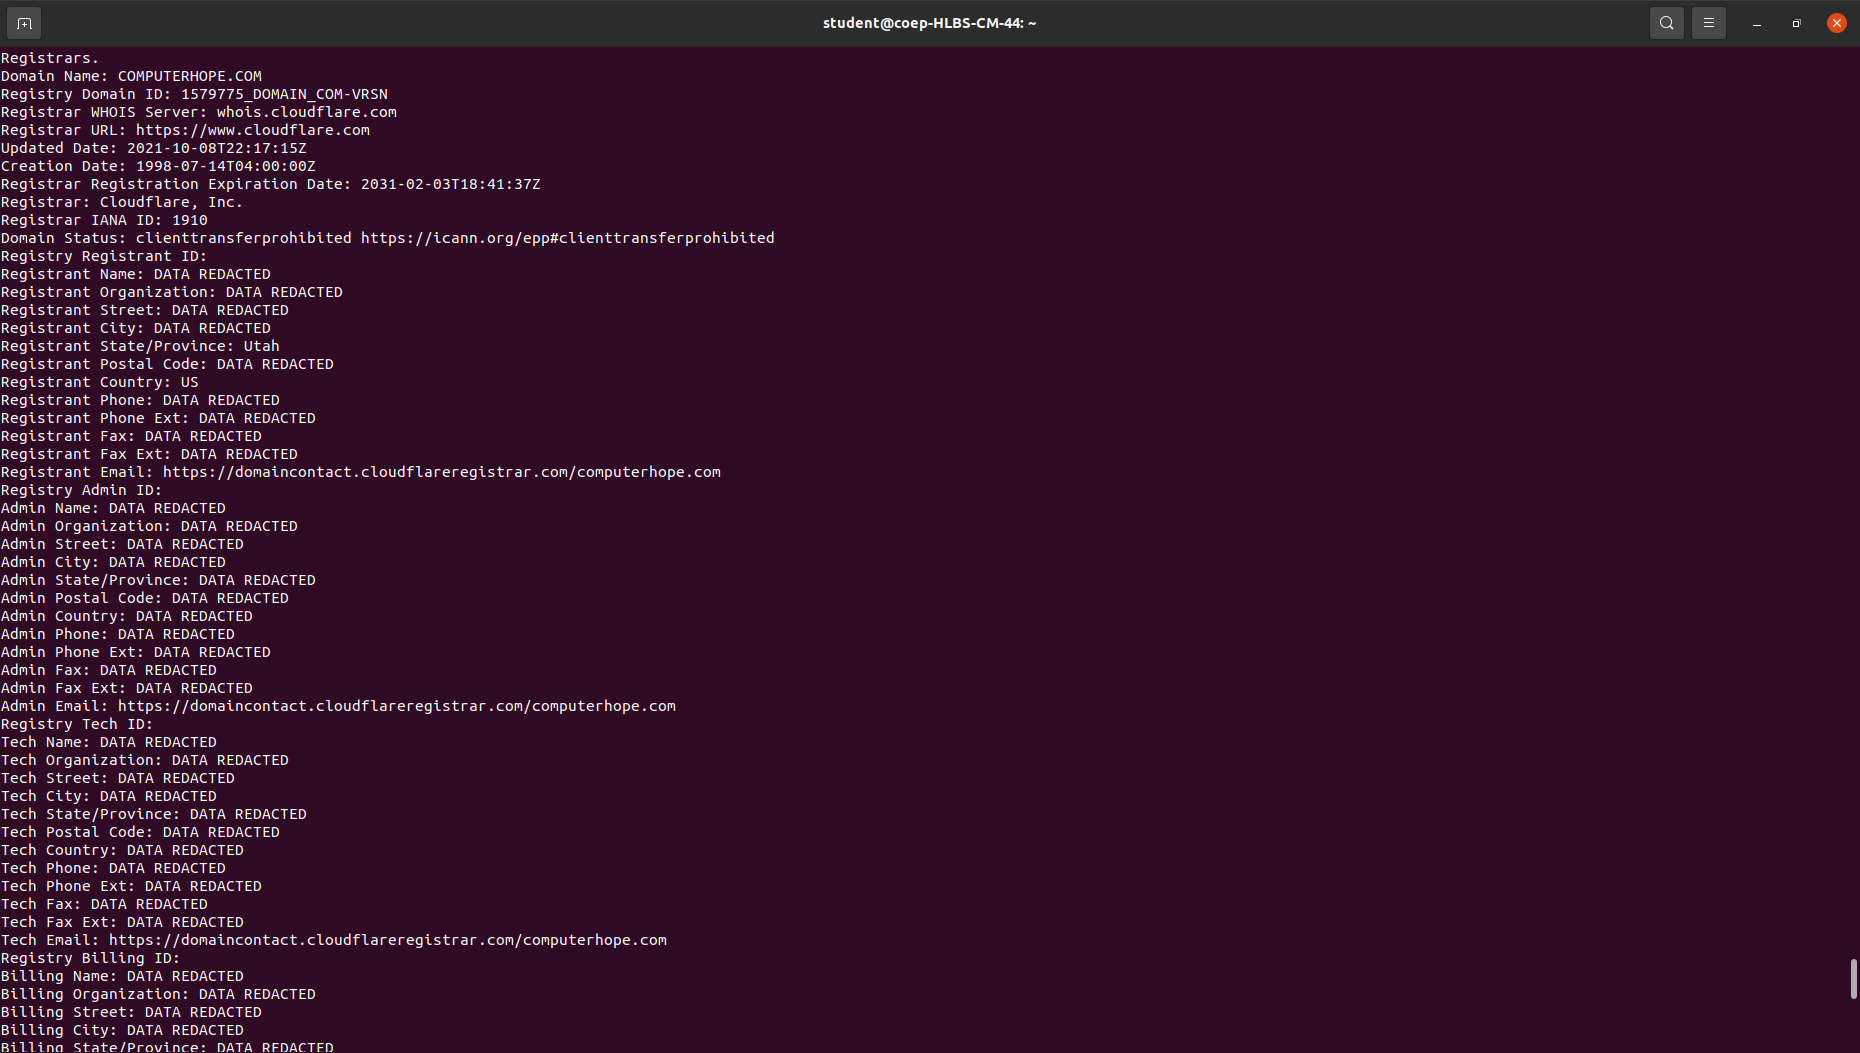 student@coep-HLBS-CM-44: ~
Registrars.
Domain Name: COMPUTERHOPE.COM
Registry Domain ID: 1579775_DOMAIN_COM-VRSN
Registrar WHOIS Server: whois.cloudflare.com
Registrar URL: https://www.cloudflare.com
Updated Date: 2021-10-08T22:17:15Z
Creation Date: 1998-07-14T04:00:00Z
Registrar Registration Expiration Date: 2031-02-03T18:41:37Z
Registrar: Cloudflare, Inc.
Registrar IANA ID: 1910
Domain Status: clienttransferprohibited https://icann.org/epp#clienttransferprohibited
Registry Registrant ID:
Registrant Name: DATA REDACTED
Registrant Organization: DATA REDACTED
Registrant Street: DATA REDACTED
Registrant City: DATA REDACTED
Registrant State/Province: Utah
Registrant Postal Code: DATA REDACTED
Registrant Country: US
Registrant Phone: DATA REDACTED
Registrant Phone Ext: DATA REDACTED
Registrant Fax: DATA REDACTED
Registrant Fax Ext: DATA REDACTED
Registrant Email: https://domaincontact.cloudflareregistrar.com/computerhope.com
Registry Admin ID:
Admin Name: DATA REDACTED
Admin Organization: DATA REDACTED
Admin Street: DATA REDACTED
Admin City: DATA REDACTED
Admin State/Province: DATA REDACTED
Admin Postal Code: DATA REDACTED
Admin Country: DATA REDACTED
Admin Phone: DATA REDACTED
Admin Phone Ext: DATA REDACTED
Admin Fax: DATA REDACTED
Admin Fax Ext: DATA REDACTED
Admin Email: https://domaincontact.cloudflareregistrar.com/computerhope.com
Registry Tech ID:
Tech Name: DATA REDACTED
Tech Organization: DATA REDACTED
Tech Street: DATA REDACTED
Tech City: DATA REDACTED
Tech State/Province: DATA REDACTED
Tech Postal Code: DATA REDACTED
Tech Country: DATA REDACTED
Tech Phone: DATA REDACTED
Tech Phone Ext: DATA REDACTED
Tech Fax: DATA REDACTED
Tech Fax Ext: DATA REDACTED
Tech Email: https://domaincontact.cloudflareregistrar.com/computerhope.com
Registry Billing ID:
Billing Name: DATA REDACTED
Billing Organization: DATA REDACTED
Billing Street: DATA REDACTED
Billing City: DATA REDACTED
Billing State/Province: DATA REDACTED